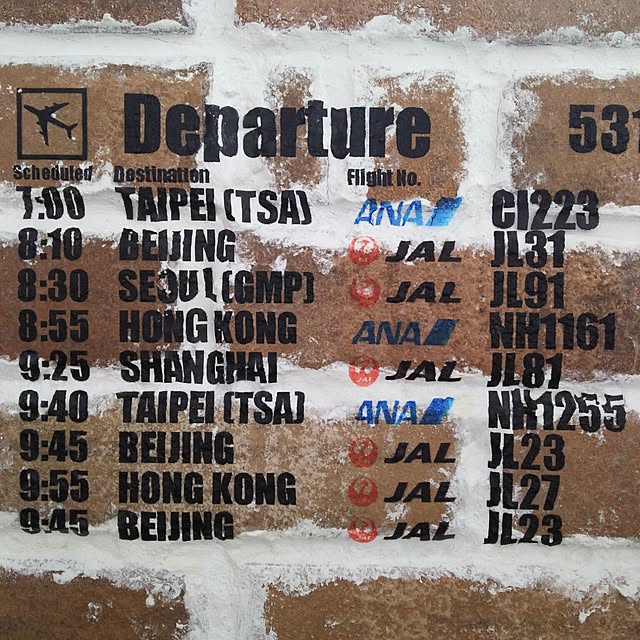 Departure 531
Scheduled Destination Flight No.
7:00 TAIPEI (TSA) ANA CI223
8:10 BEIJING JAL JL31
8:30 SEOUL (GMP) JAL JL91
8:55 HONG KONG ANA NH1161
9:25 SHANGHAI JAL JAL JL81
9:40 TAIPEI (TSA) ANA NH1255
9:45 BEIJING JAL JL23
9:55 HONG KONG JAL JL27
9:45 BEIJING JAL JL23